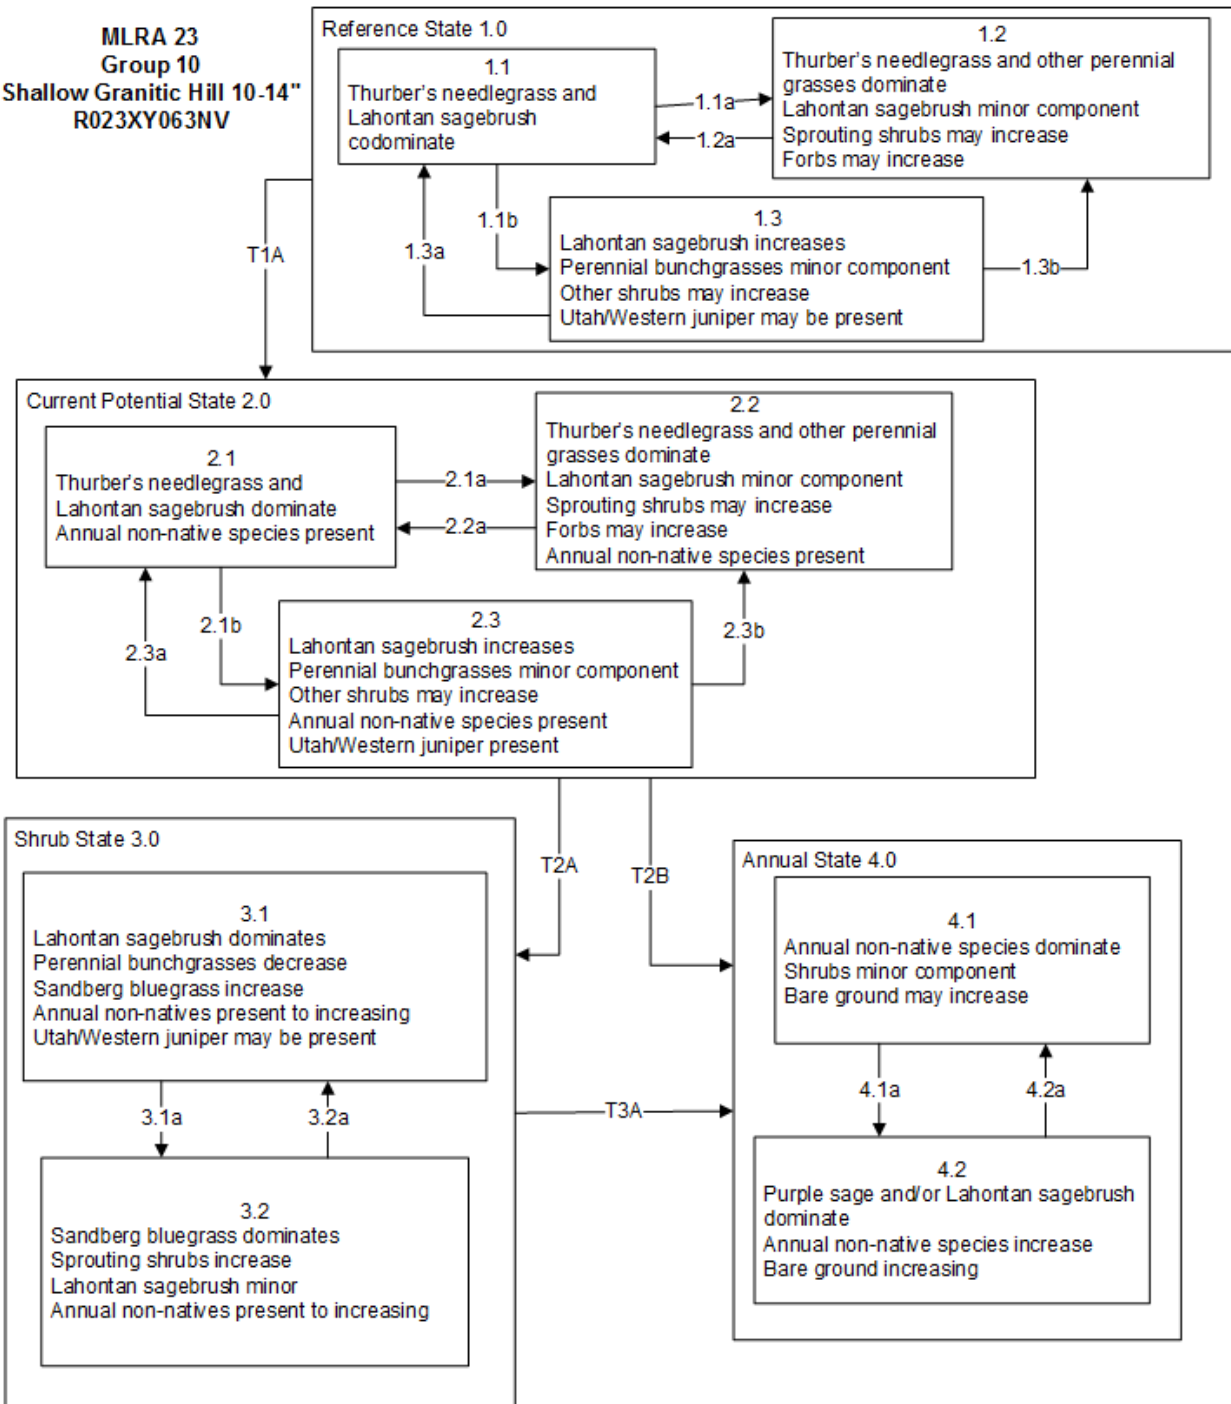 MLRA 23
Group 10
Shallow Granitic Hill 10-14"
R023XY063NV
Reference State 1.0
1.1
Thurber's needlegrass and
Lahontan sagebrush
codominate
1.1a
1.2a
1.2
Thurber's needlegrass and other perennial
grasses dominate
Lahontan sagebrush minor component
Sprouting shrubs may increase
Forbs may increase
1.1b
1.3a
1.3
Lahontan sagebrush increases
Perennial bunchgrasses minor component
Other shrubs may increase
Utah/Western juniper may be present
1.3b
T1A
Current Potential State 2.0
2.1
Thurber's needlegrass and
Lahontan sagebrush dominate
Annual non-native species present
2.1a
2.2a
2.2
Thurber's needlegrass and other perennial
grasses dominate
Lahontan sagebrush minor component
Sprouting shrubs may increase
Forbs may increase
Annual non-native species present
2.1b
2.3a
2.3
Lahontan sagebrush increases
Perennial bunchgrasses minor component
Other shrubs may increase
Annual non-native species present
Utah/Western juniper present
2.3b
T2A
T2B
Shrub State 3.0
3.1
Lahontan sagebrush dominates
Perennial bunchgrasses decrease
Sandberg bluegrass increase
Annual non-natives present to increasing
Utah/Western juniper may be present
3.1a
3.2a
3.2
Sandberg bluegrass dominates
Sprouting shrubs increase
Lahontan sagebrush minor
Annual non-natives present to increasing
T3A
Annual State 4.0
4.1
Annual non-native species dominate
Shrubs minor component
Bare ground may increase
4.1a
4.2a
4.2
Purple sage and/or Lahontan sagebrush
dominate
Annual non-native species increase
Bare ground increasing